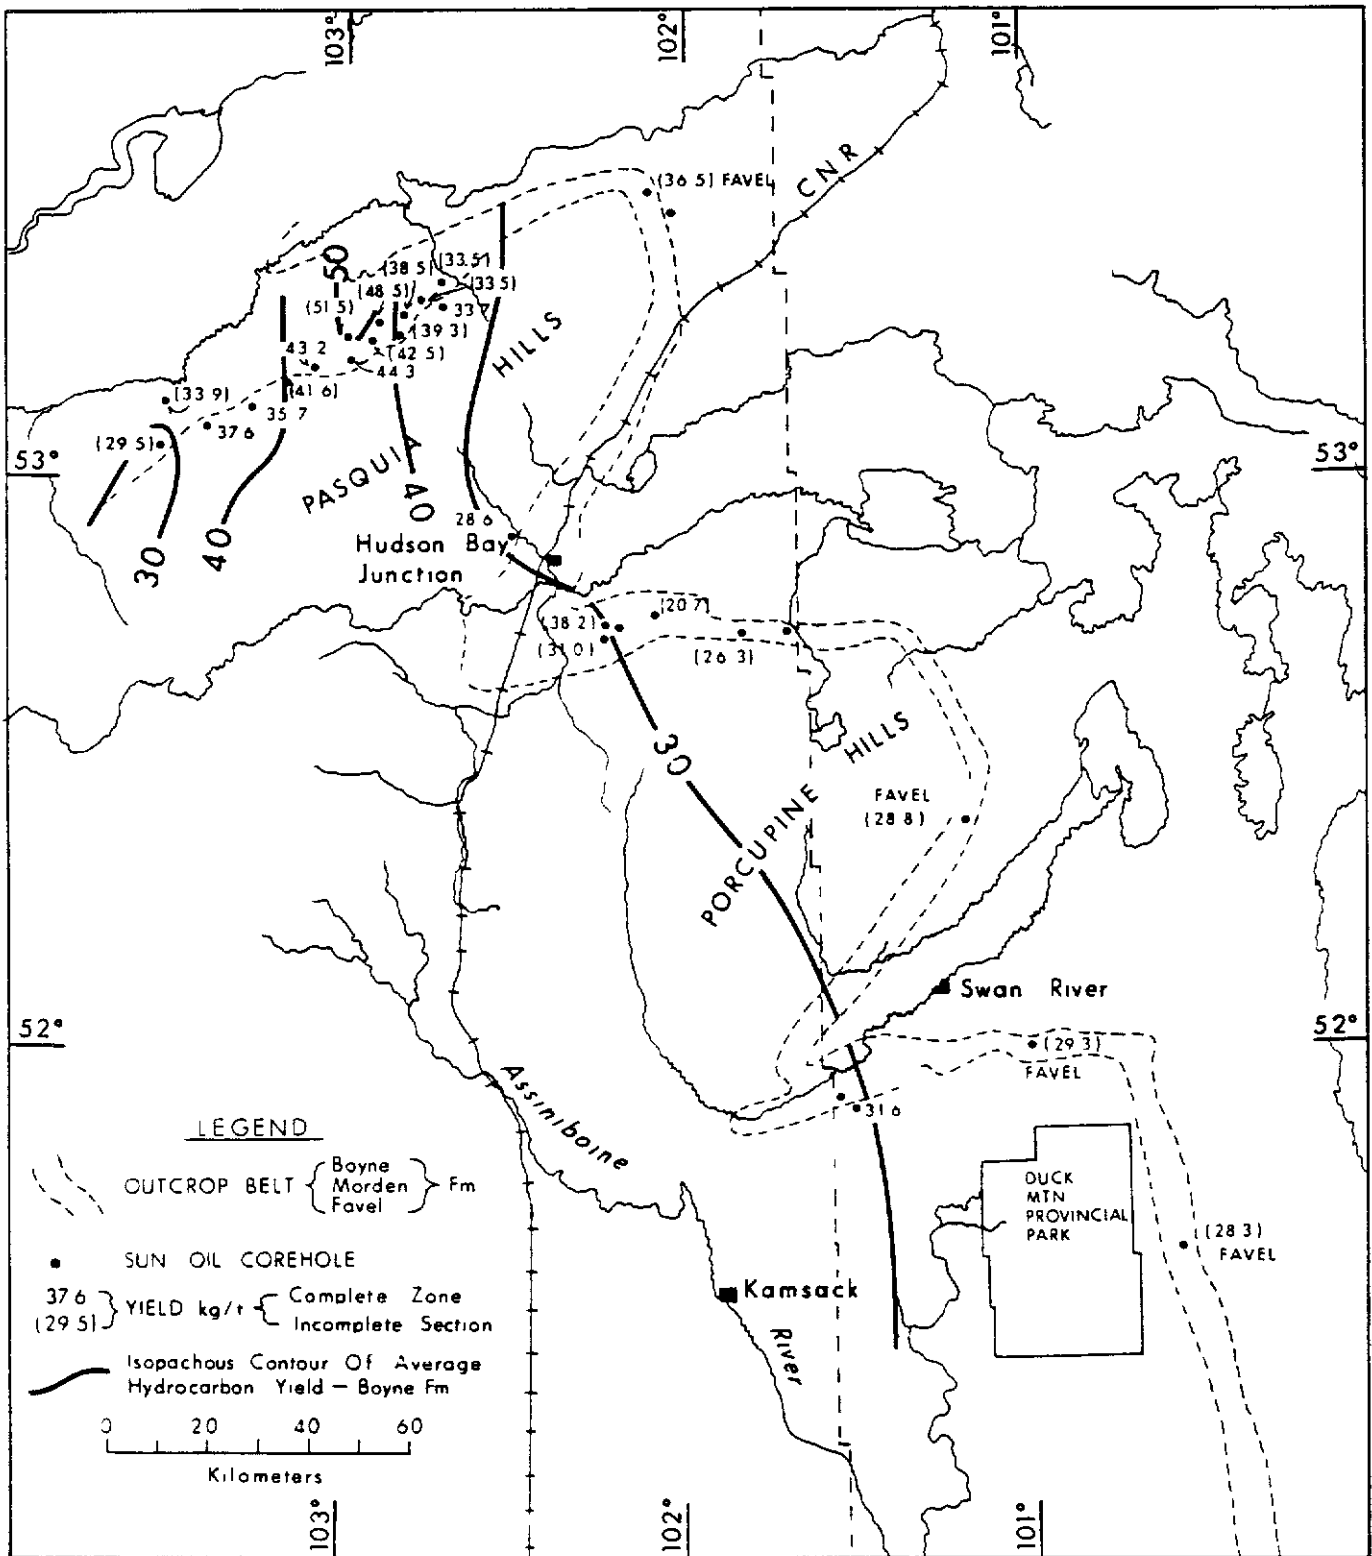 103°
102°
101°
CNR
(36 5) FAVEL
50
(38 5)
(33 5)
(48 5)
(33 5)
(51 5)
33 7
(39 3)
43 2
(42 5)
44 3
HILLS
(33 9)
(41 6)
35 7
37 6
(29 5)
53°
53°
PASQUIA
40
40
30
28 6
Hudson Bay
Junction
(20 7)
(38 2)
(31 0)
(26 3)
30
HILLS
PORCUPINE
FAVEL
(28 8)
Swan River
52°
52°
(29 3)
FAVEL
31 6
Assiniboine
River
LEGEND
OUTCROP BELT
Boyne
Morden
Favel
Fm
SUN OIL COREHOLE
37 6
(29 5)
YIELD kg/t
Complete Zone
Incomplete Section
Isopachous Contour Of Average
Hydrocarbon Yield – Boyne Fm
0 20 40 60
Kilometers
DUCK
MTN
PROVINCIAL
PARK
(28 3)
FAVEL
Kamsack
103°
102°
101°